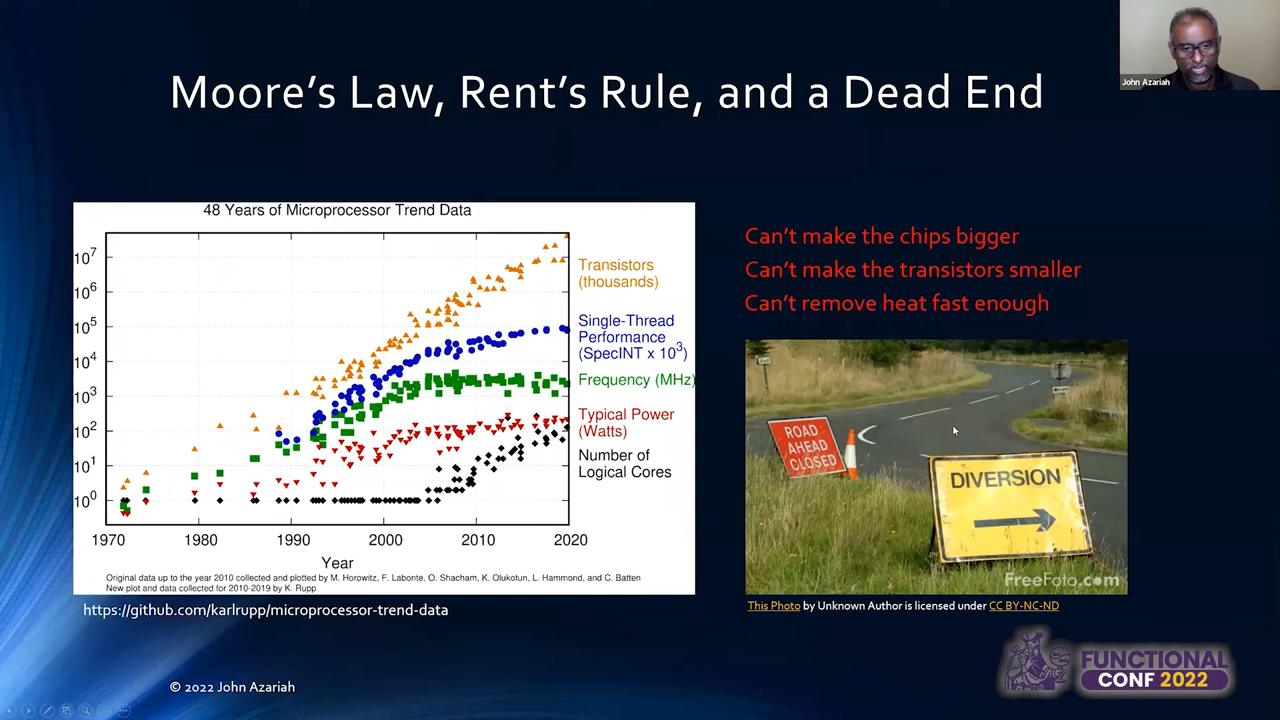 John Azariah
Moore's Law, Rent's Rule, and a Dead End
48 Years of Microprocessor Trend Data
10^7
10^6
10^5
10^4
10^3
10^2
10^1
10^0
Transistors
(thousands)
Single-Thread
Performance
(SpecINT x 10^3)
Frequency (MHz)
Typical Power
(Watts)
Number of
Logical Cores
1970 1980 1990 2000 2010 2020
Year
Original data up to the year 2010 collected and plotted by M. Horowitz, F. Labonte, O. Shacham, K. Olukotun, L. Hammond, and C. Batten
New plot and data collected for 2010-2019 by K. Rupp
https://github.com/karlrupp/microprocessor-trend-data
Can't make the chips bigger
Can't make the transistors smaller
Can't remove heat fast enough
ROAD
AHEAD
CLOSED
DIVERSION
FreeFoto.com
This Photo by Unknown Author is licensed under CC BY-NC-ND
© 2022 John Azariah
FUNCTIONAL
CONF 2022